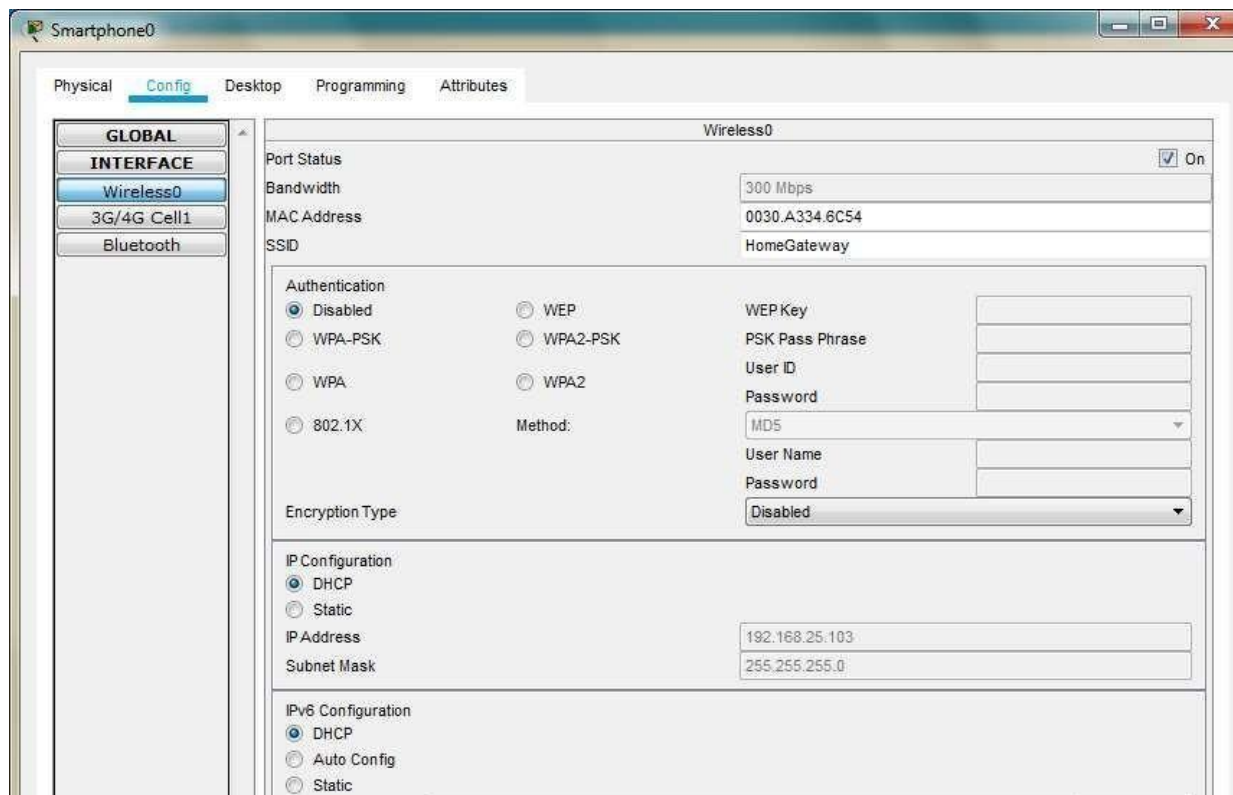 Smartphone0
Physical Config Desktop Programming Attributes
GLOBAL
INTERFACE
Wireless0
3G/4G Cell1
Bluetooth
Wireless0
Port Status On
Bandwidth 300 Mbps
MAC Address 0030.A334.6C54
SSID HomeGateway
Authentication
Disabled WEP WEP Key
WPA-PSK WPA2-PSK PSK Pass Phrase
User ID
WPA WPA2
Password
802.1X Method: MD5
User Name
Password
Encryption Type Disabled
IP Configuration
DHCP
Static
IP Address 192.168.25.103
Subnet Mask 255.255.255.0
IPv6 Configuration
DHCP
Auto Config
Static